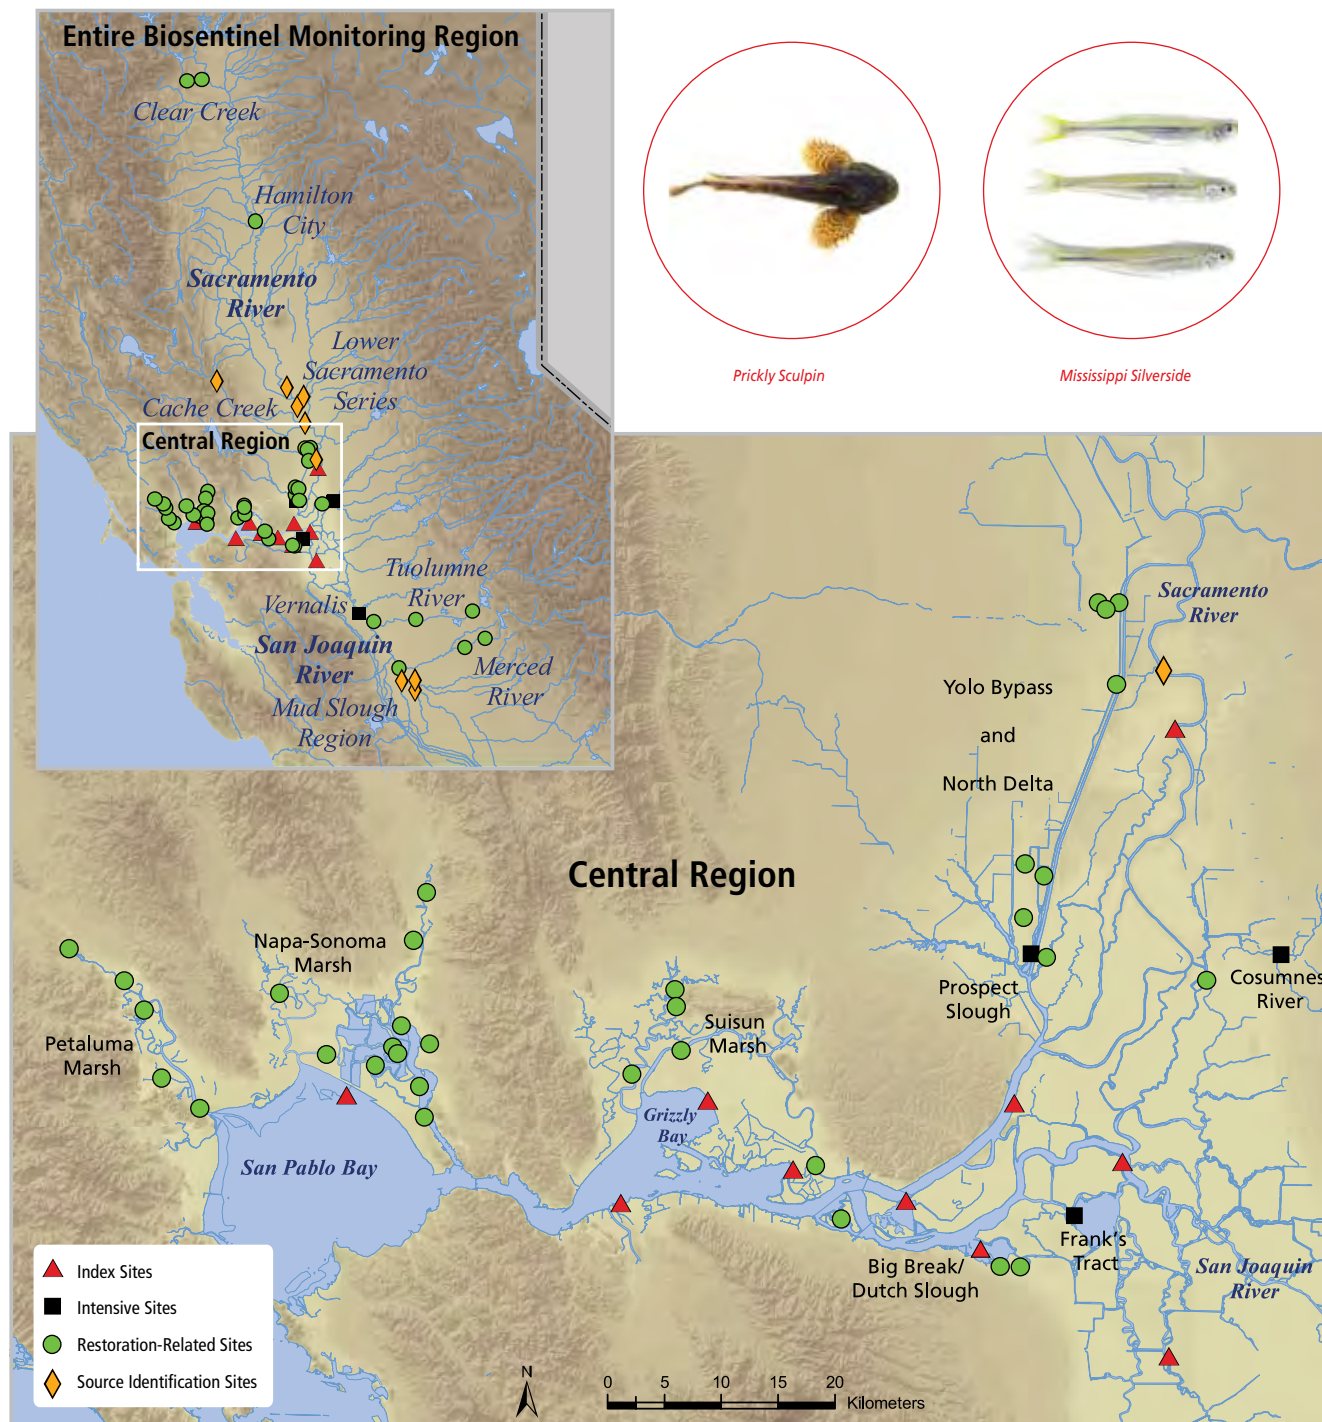 Entire Biosentinel Monitoring Region
Clear Creek
Hamilton
City
Sacramento
River
Lower
Sacramento
Series
Cache Creek
Central Region
Tuolumne
River
Vernalis
San Joaquin
River
Merced
River
Mud Slough
Region
Prickly Sculpin
Mississippi Silverside
Sacramento
River
Yolo Bypass
and
North Delta
Central Region
Napa-Sonoma
Marsh
Petaluma
Marsh
Suisun
Marsh
Prospect
Slough
Cosumnes
River
Grizzly
Bay
San Pablo Bay
Frank's
Tract
Big Break/
Dutch Slough
San Joaquin
River
Index Sites
Intensive Sites
Restoration-Related Sites
Source Identification Sites
N
0 5 10 15 20
Kilometers